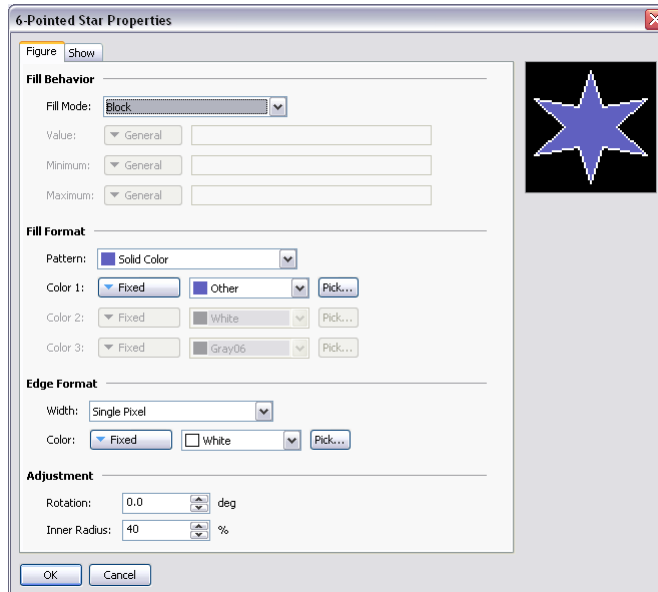 6-Pointed Star Properties
Figure Show
Fill Behavior
Fill Mode: Block
Value: General
Minimum: General
Maximum: General
Fill Format
Pattern: Solid Color
Color 1: Fixed Other Pick...
Color 2: Fixed White Pick...
Color 3: Fixed Gray06 Pick...
Edge Format
Width: Single Pixel
Color: Fixed White Pick...
Adjustment
Rotation: 0.0 deg
Inner Radius: 40 %
OK Cancel